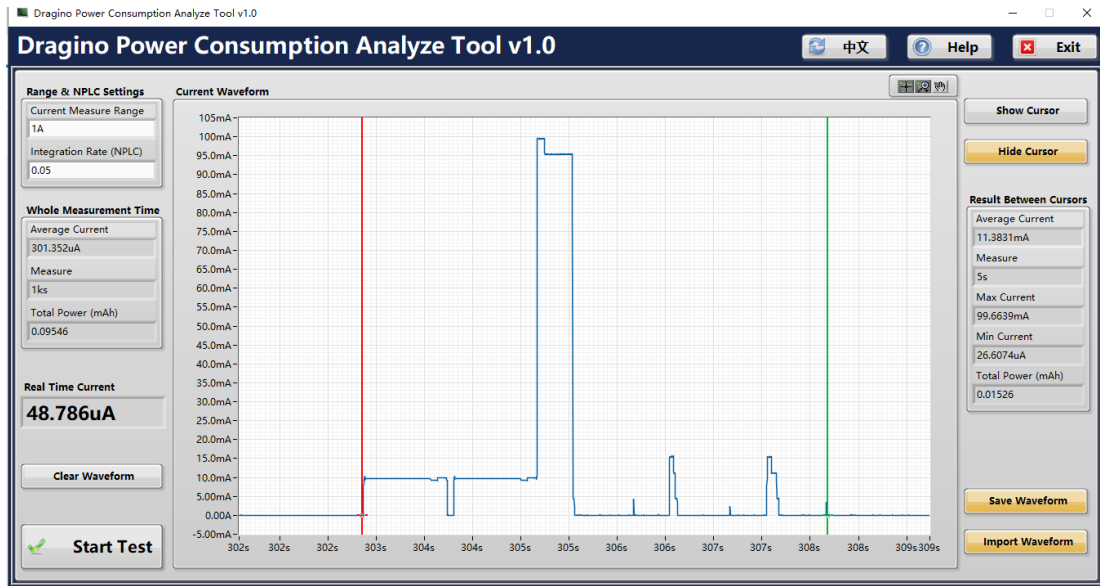 Dragino Power Consumption Analyze Tool v1.0
Dragino Power Consumption Analyze Tool v1.0
中文
Help
Exit
Range & NPLC Settings
Current Measure Range
1A
Integration Rate (NPLC)
0.05
Whole Measurement Time
Average Current
301.352uA
Measure
1ks
Total Power (mAh)
0.09546
Real Time Current
48.786uA
Clear Waveform
Start Test
Current Waveform
105mA
100mA
95.0mA
90.0mA
85.0mA
80.0mA
75.0mA
70.0mA
65.0mA
60.0mA
55.0mA
50.0mA
45.0mA
40.0mA
35.0mA
30.0mA
25.0mA
20.0mA
15.0mA
10.0mA
5.00mA
0.00A
-5.00mA
302s 302s 302s 303s 304s 304s 305s 305s 306s 306s 307s 307s 308s 308s 309s309s
Show Cursor
Hide Cursor
Result Between Cursors
Average Current
11.3831mA
Measure
5s
Max Current
99.6639mA
Min Current
26.6074uA
Total Power (mAh)
0.01526
Save Waveform
Import Waveform